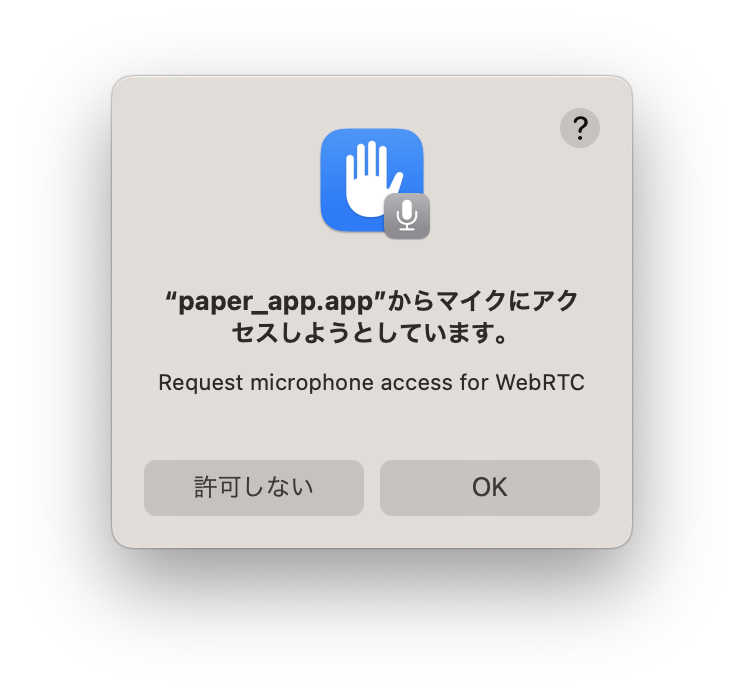 ?
“paper_app.app”からマイクにアク
セスしようとしています。
Request microphone access for WebRTC
許可しない
OK